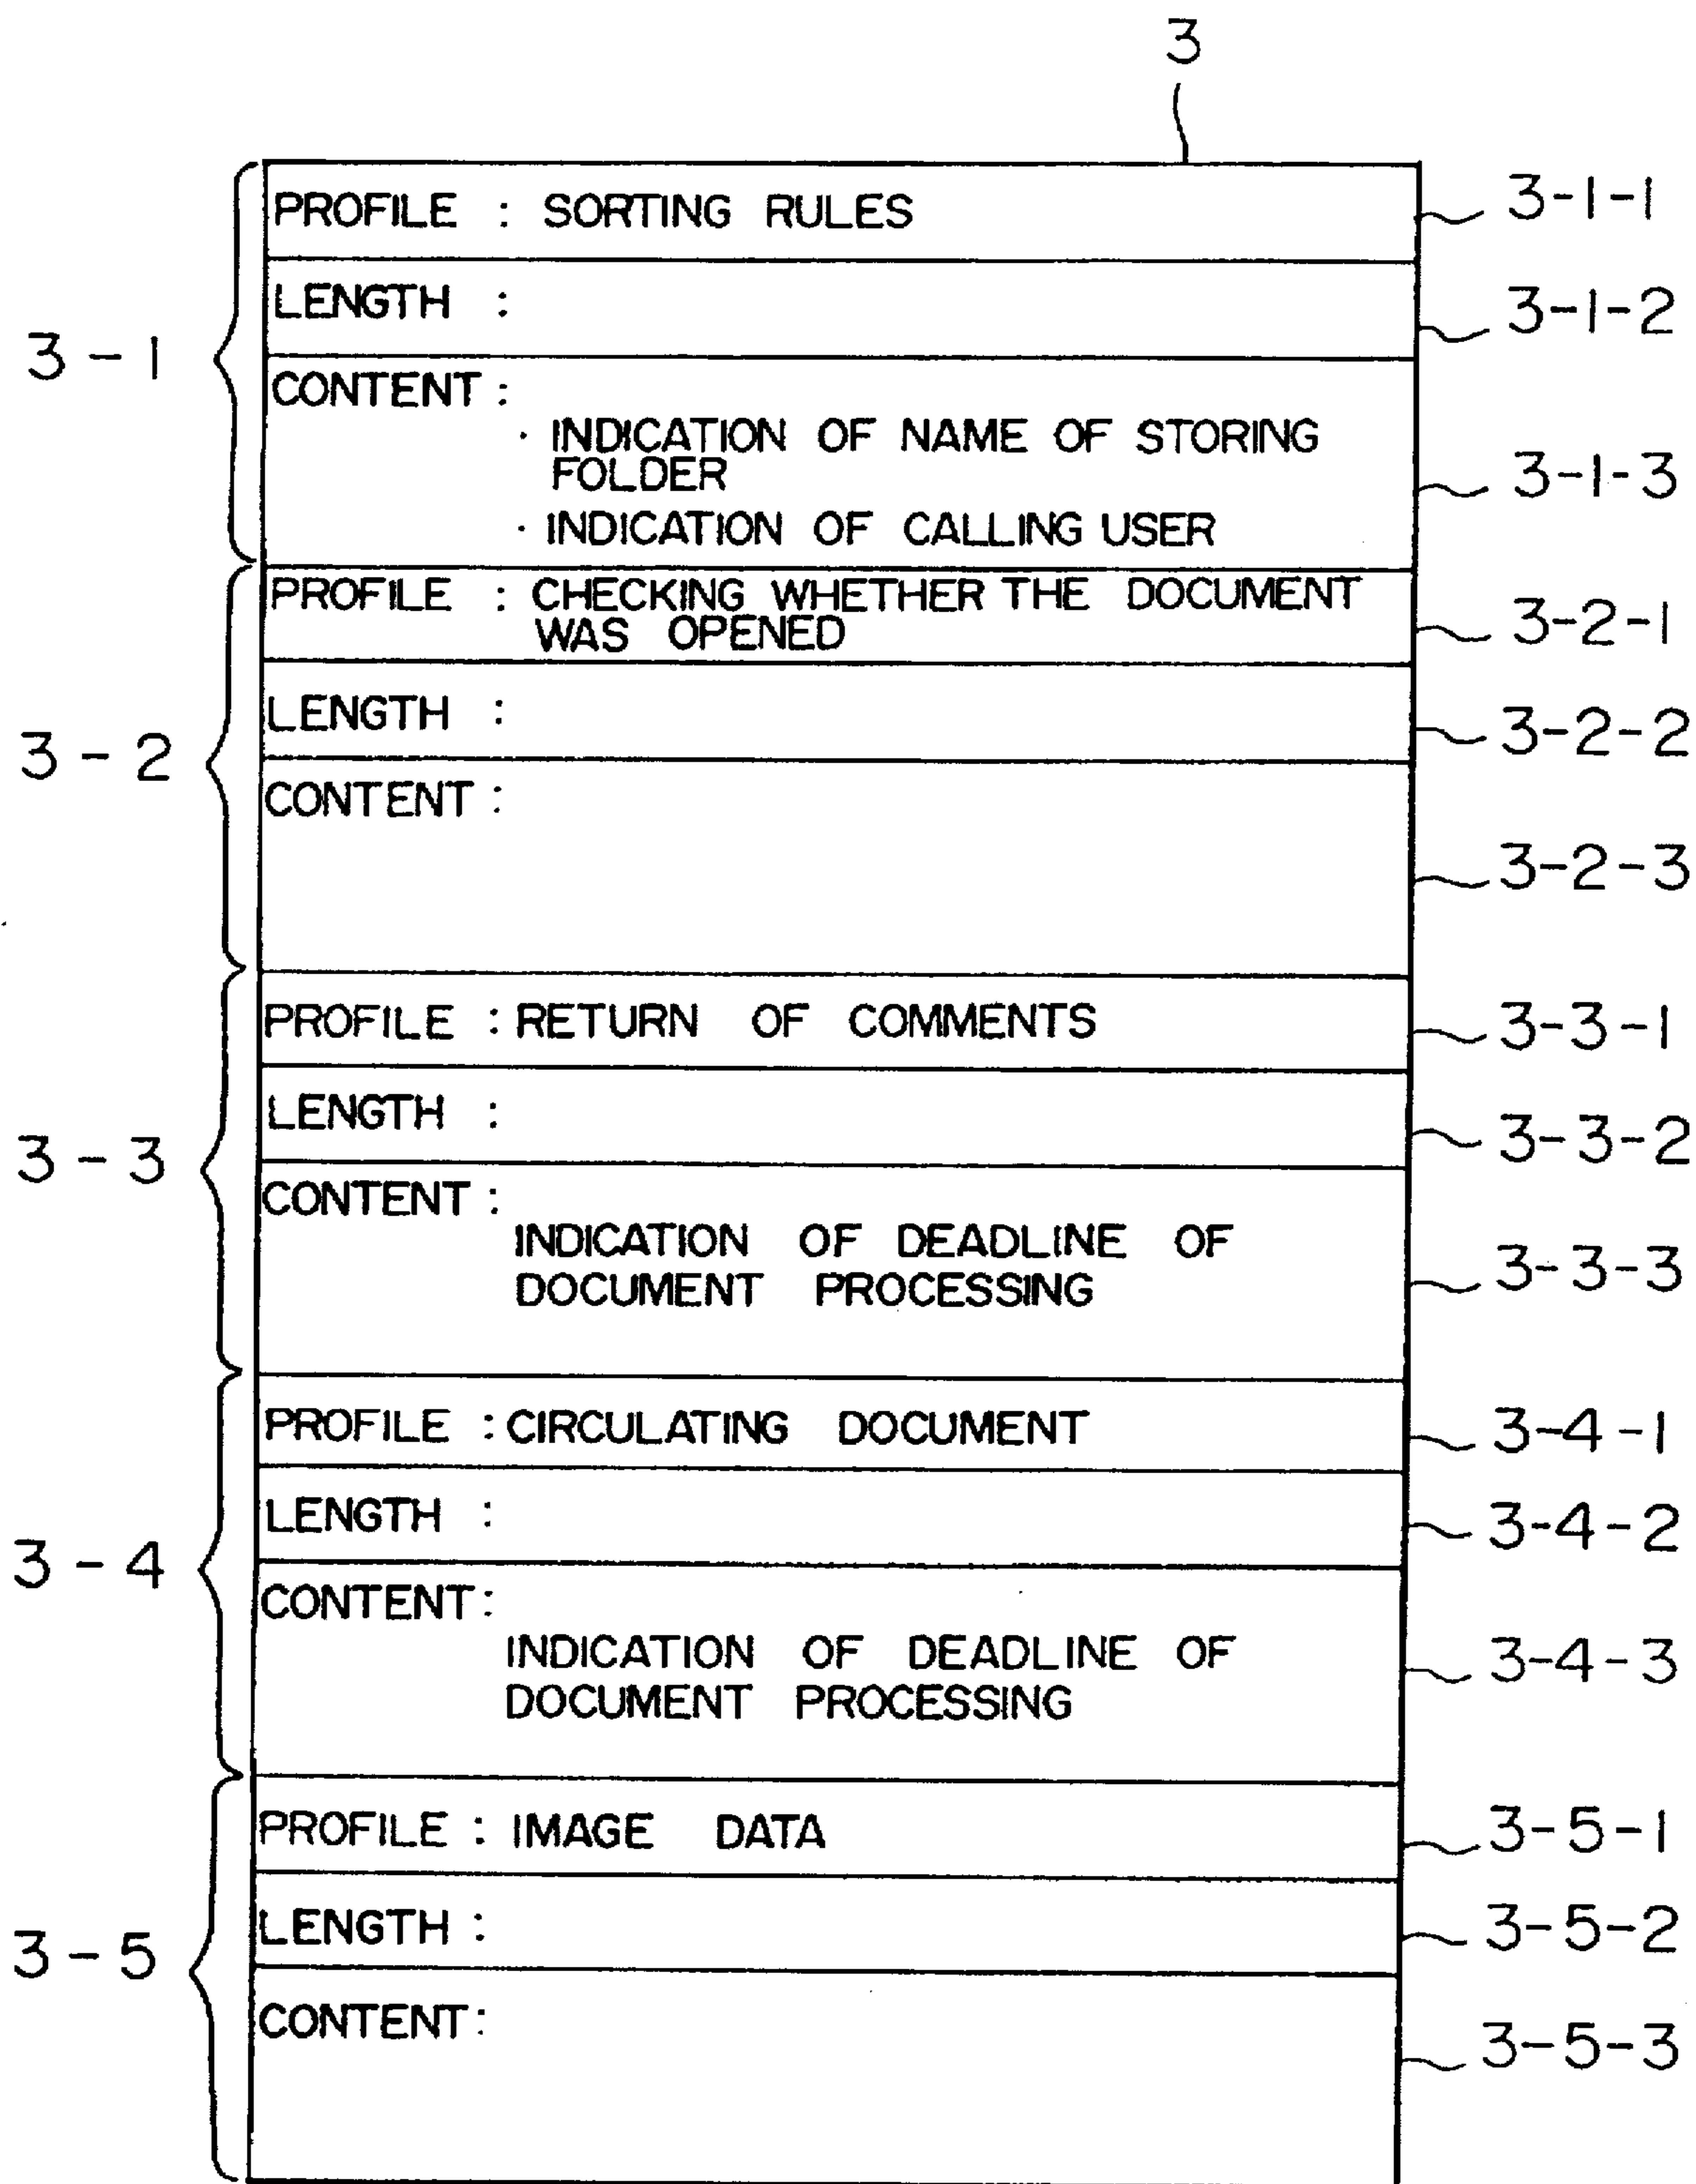 3
PROFILE : SORTING RULES
3-1-1
LENGTH :
3-1-2
3-1
CONTENT :
· INDICATION OF NAME OF STORING
FOLDER
3-1-3
· INDICATION OF CALLING USER
PROFILE : CHECKING WHETHER THE DOCUMENT
WAS OPENED
3-2-1
LENGTH :
3-2-2
3-2
CONTENT :
3-2-3
PROFILE : RETURN OF COMMENTS
3-3-1
LENGTH :
3-3-2
3-3
CONTENT :
INDICATION OF DEADLINE OF
DOCUMENT PROCESSING
3-3-3
PROFILE : CIRCULATING DOCUMENT
3-4-1
LENGTH :
3-4-2
3-4
CONTENT :
INDICATION OF DEADLINE OF
DOCUMENT PROCESSING
3-4-3
PROFILE : IMAGE DATA
3-5-1
LENGTH :
3-5-2
3-5
CONTENT :
3-5-3